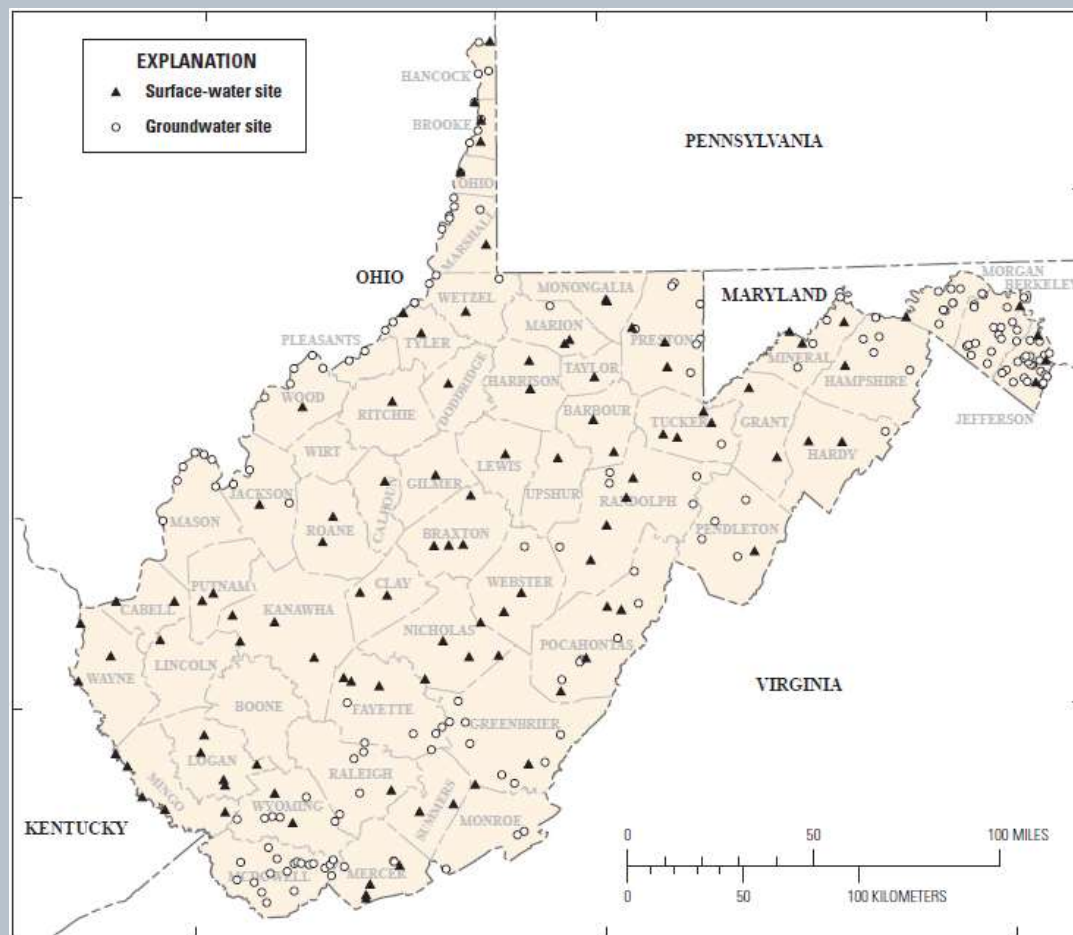 EXPLANATION
Surface-water site
Groundwater site
HANCOCK
BROOKE
PENNSYLVANIA
OHIO
MARSHALL
OHIO
MARYLAND
MORGAN
BERKELEY
WETZEL
MONONGALIA
MARION
PRESTON
PLEASANTS
TYLER
MINERAL
HAMPSHIRE
HARRISON
TAYLOR
DODDRIDGE
WOOD
RITCHIE
BARBOUR
TUCKER
GRANT
JEFFERSON
WIRT
HARDY
LEWIS
GILMER
UPSHUR
JACKSON
CALHOUN
RANDOLPH
MASON
ROANE
BRAXTON
PENDLETON
PUTNAM
CLAY
WEBSTER
CABELL
KANAWHA
NICHOLAS
POCAHONTAS
LINCOLN
WAYNE
VIRGINIA
BOONE
FAYETTE
GREENBRIER
LOGAN
RALEIGH
MINGO
WYOMING
SUMMERS
MONROE
KENTUCKY
0 50 100 MILES
MCDOWELL
MERCER
0 50 100 KILOMETERS